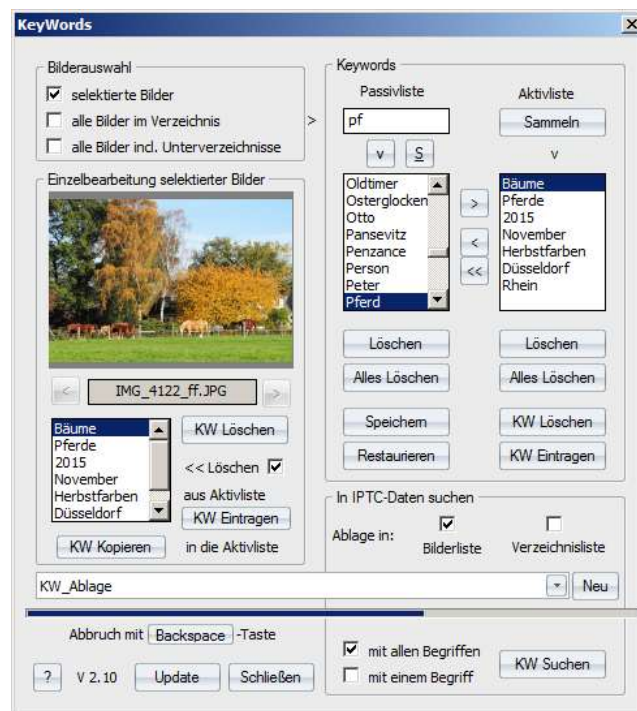 KeyWords
X
Bilderauswahl
selektierte Bilder
alle Bilder im Verzeichnis
alle Bilder incl. Unterverzeichnisse
>
Einzelbearbeitung selektierter Bilder
<
IMG_4122_ff.JPG
>
Bäume
Pferde
2015
November
Herbstfarben
Düsseldorf
KW Löschen
<< Löschen
aus Aktivliste
KW Eintragen
KW Kopieren
in die Aktivliste
Keywords
Passivliste
Aktivliste
pf
Sammeln
v
S
v
Oldtimer
Osterglocken
Otto
Pansevitz
Penzance
Person
Peter
Pferd
>
<
<<
Bäume
Pferde
2015
November
Herbstfarben
Düsseldorf
Rhein
Löschen
Löschen
Alles Löschen
Alles Löschen
Speichern
KW Löschen
Restaurieren
KW Eintragen
In IPTC-Daten suchen
Ablage in:
Bilderliste
Verzeichnisliste
KW_Ablage
Neu
Abbruch mit Backspace -Taste
? V 2.10 Update Schließen
mit allen Begriffen
mit einem Begriff
KW Suchen